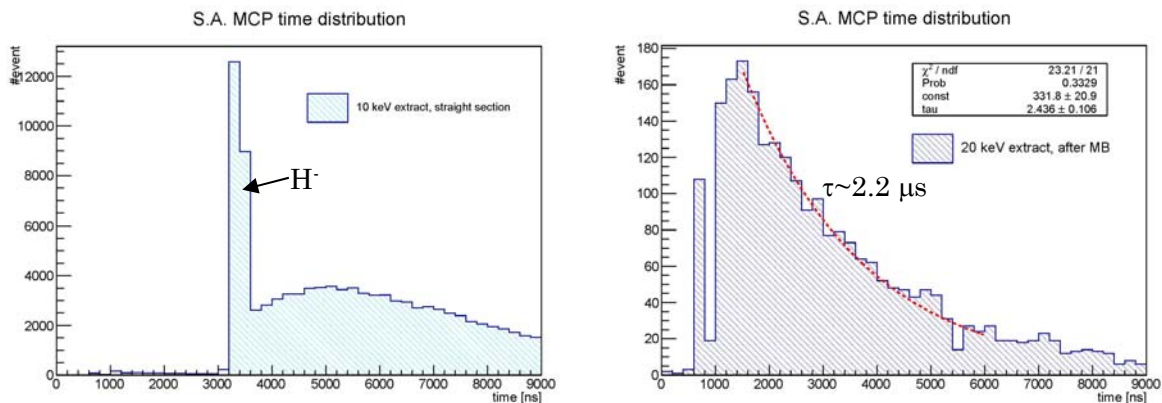 S.A. MCP time distribution
#event
12000
10000
8000
6000
4000
2000
0
10 keV extract, straight section
H-
0 1000 2000 3000 4000 5000 6000 7000 8000 9000
time [ns]
S.A. MCP time distribution
#event
180
160
140
120
100
80
60
40
20
0
χ² / ndf 23.21 / 21
Prob 0.3329
const 331.8 ± 20.9
tau 2.436 ± 0.106
20 keV extract, after MB
τ~2.2 μs
0 1000 2000 3000 4000 5000 6000 7000 8000 9000
time [ns]